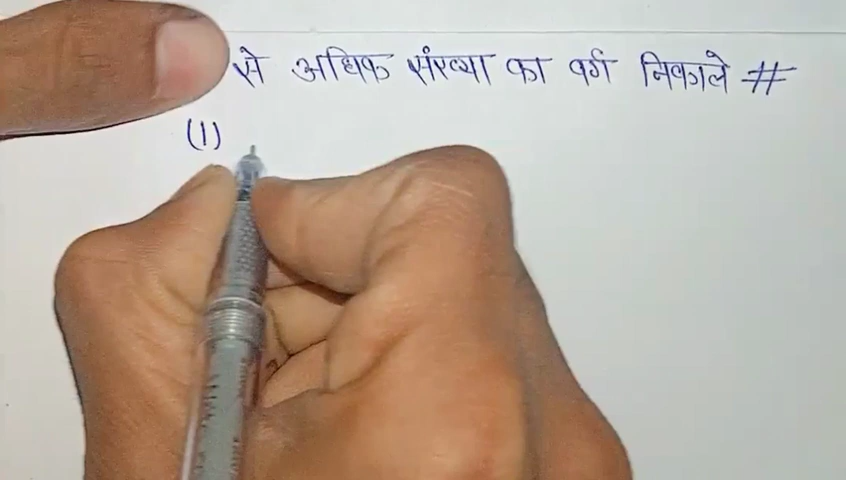 से अधिक संख्या का वर्ग निकाले #
(1)